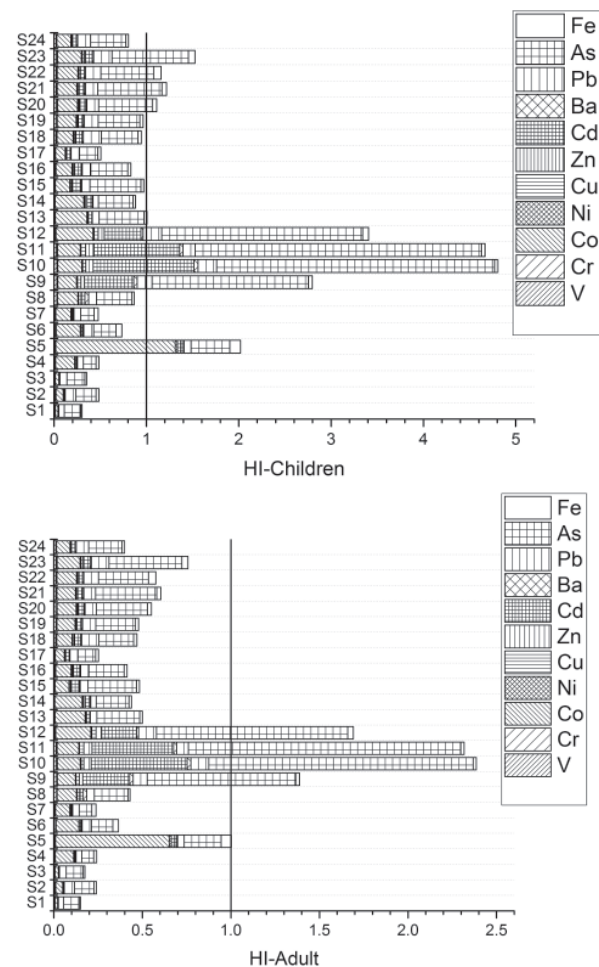 S24
S23
S22
S21
S20
S19
S18
S17
S16
S15
S14
S13
S12
S11
S10
S9
S8
S7
S6
S5
S4
S3
S2
S1
0 1 2 3 4 5
HI-Children
Fe
As
Pb
Ba
Cd
Zn
Cu
Ni
Co
Cr
V
S24
S23
S22
S21
S20
S19
S18
S17
S16
S15
S14
S13
S12
S11
S10
S9
S8
S7
S6
S5
S4
S3
S2
S1
0.0 0.5 1.0 1.5 2.0 2.5
HI-Adult
Fe
As
Pb
Ba
Cd
Zn
Cu
Ni
Co
Cr
V